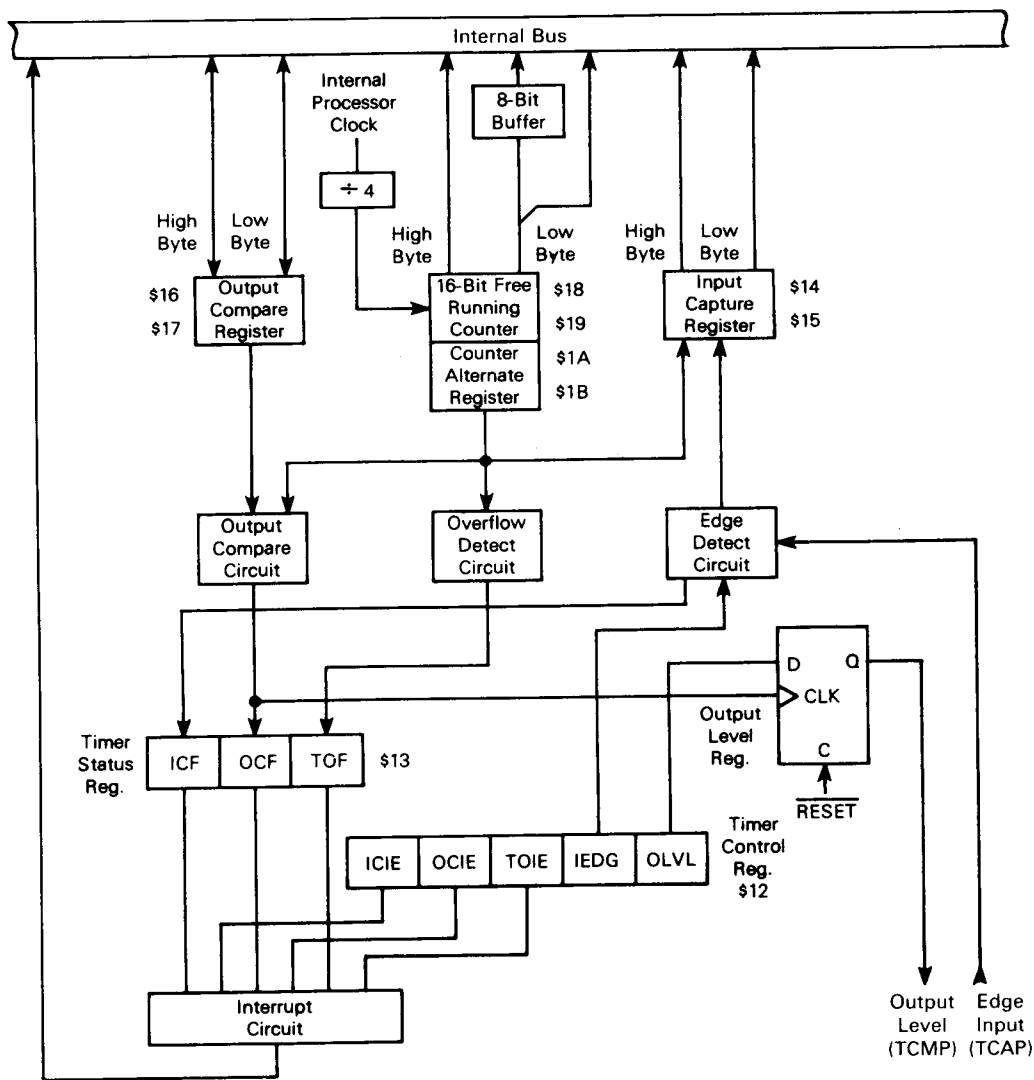 Internal Bus
Internal
Processor
Clock
8-Bit
Buffer
÷ 4
High
Byte
Low
Byte
High
Byte
Low
Byte
High
Byte
Low
Byte
$16
$17
Output
Compare
Register
16-Bit Free
Running
Counter
$18
$19
Counter
Alternate
Register
$1A
$1B
Input
Capture
Register
$14
$15
Output
Compare
Circuit
Overflow
Detect
Circuit
Edge
Detect
Circuit
D Q
CLK
C
Output
Level
Reg.
RESET
Timer
Status
Reg.
ICF OCF TOF $13
Timer
Control
Reg.
$12
ICIE OCIE TOIE IEDG OLVL
Interrupt
Circuit
Output
Level
(TCMP)
Edge
Input
(TCAP)